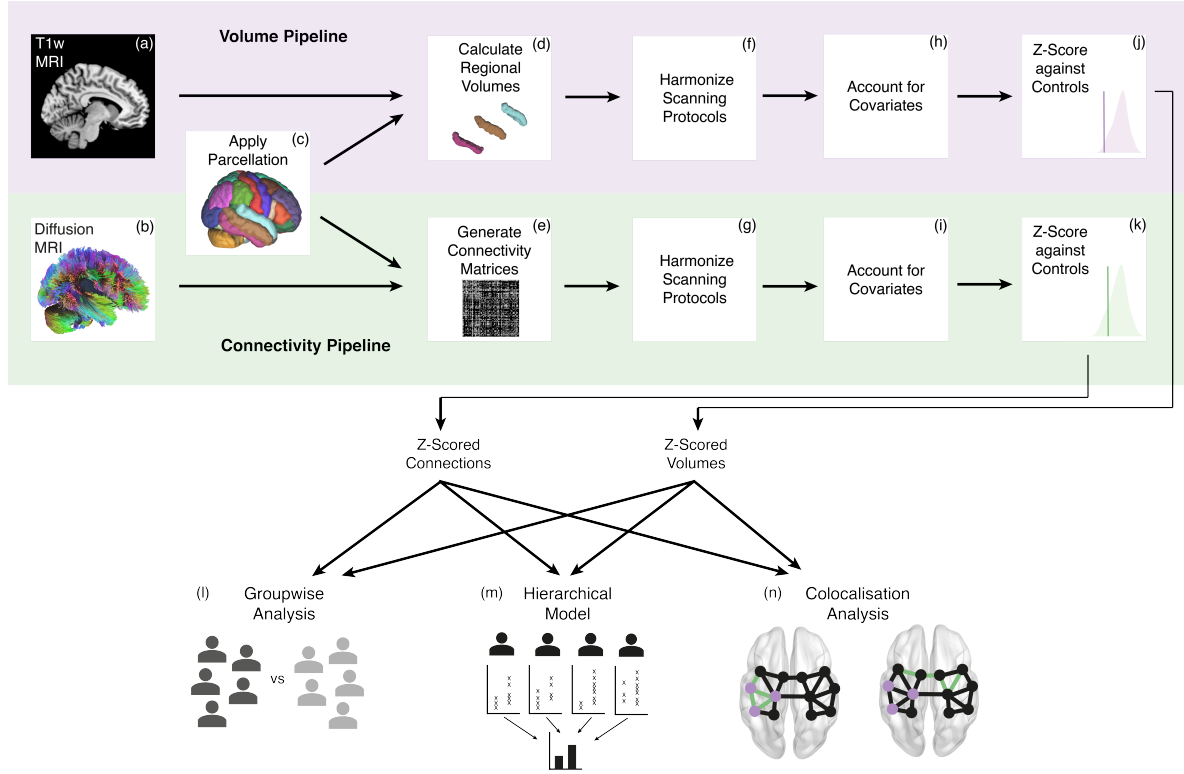 Volume Pipeline
T1w
MRI
(a)
Apply
Parcellation
(c)
Calculate
Regional
Volumes
(d)
Harmonize
Scanning
Protocols
(f)
Account for
Covariates
(h)
Z-Score
against
Controls
(j)
Diffusion
MRI
(b)
Generate
Connectivity
Matrices
(e)
Harmonize
Scanning
Protocols
(g)
Account for
Covariates
(i)
Z-Score
against
Controls
(k)
Connectivity Pipeline
Z-Scored
Connections
Z-Scored
Volumes
(l)
Groupwise
Analysis
vs
(m)
Hierarchical
Model
(n)
Colocalisation
Analysis